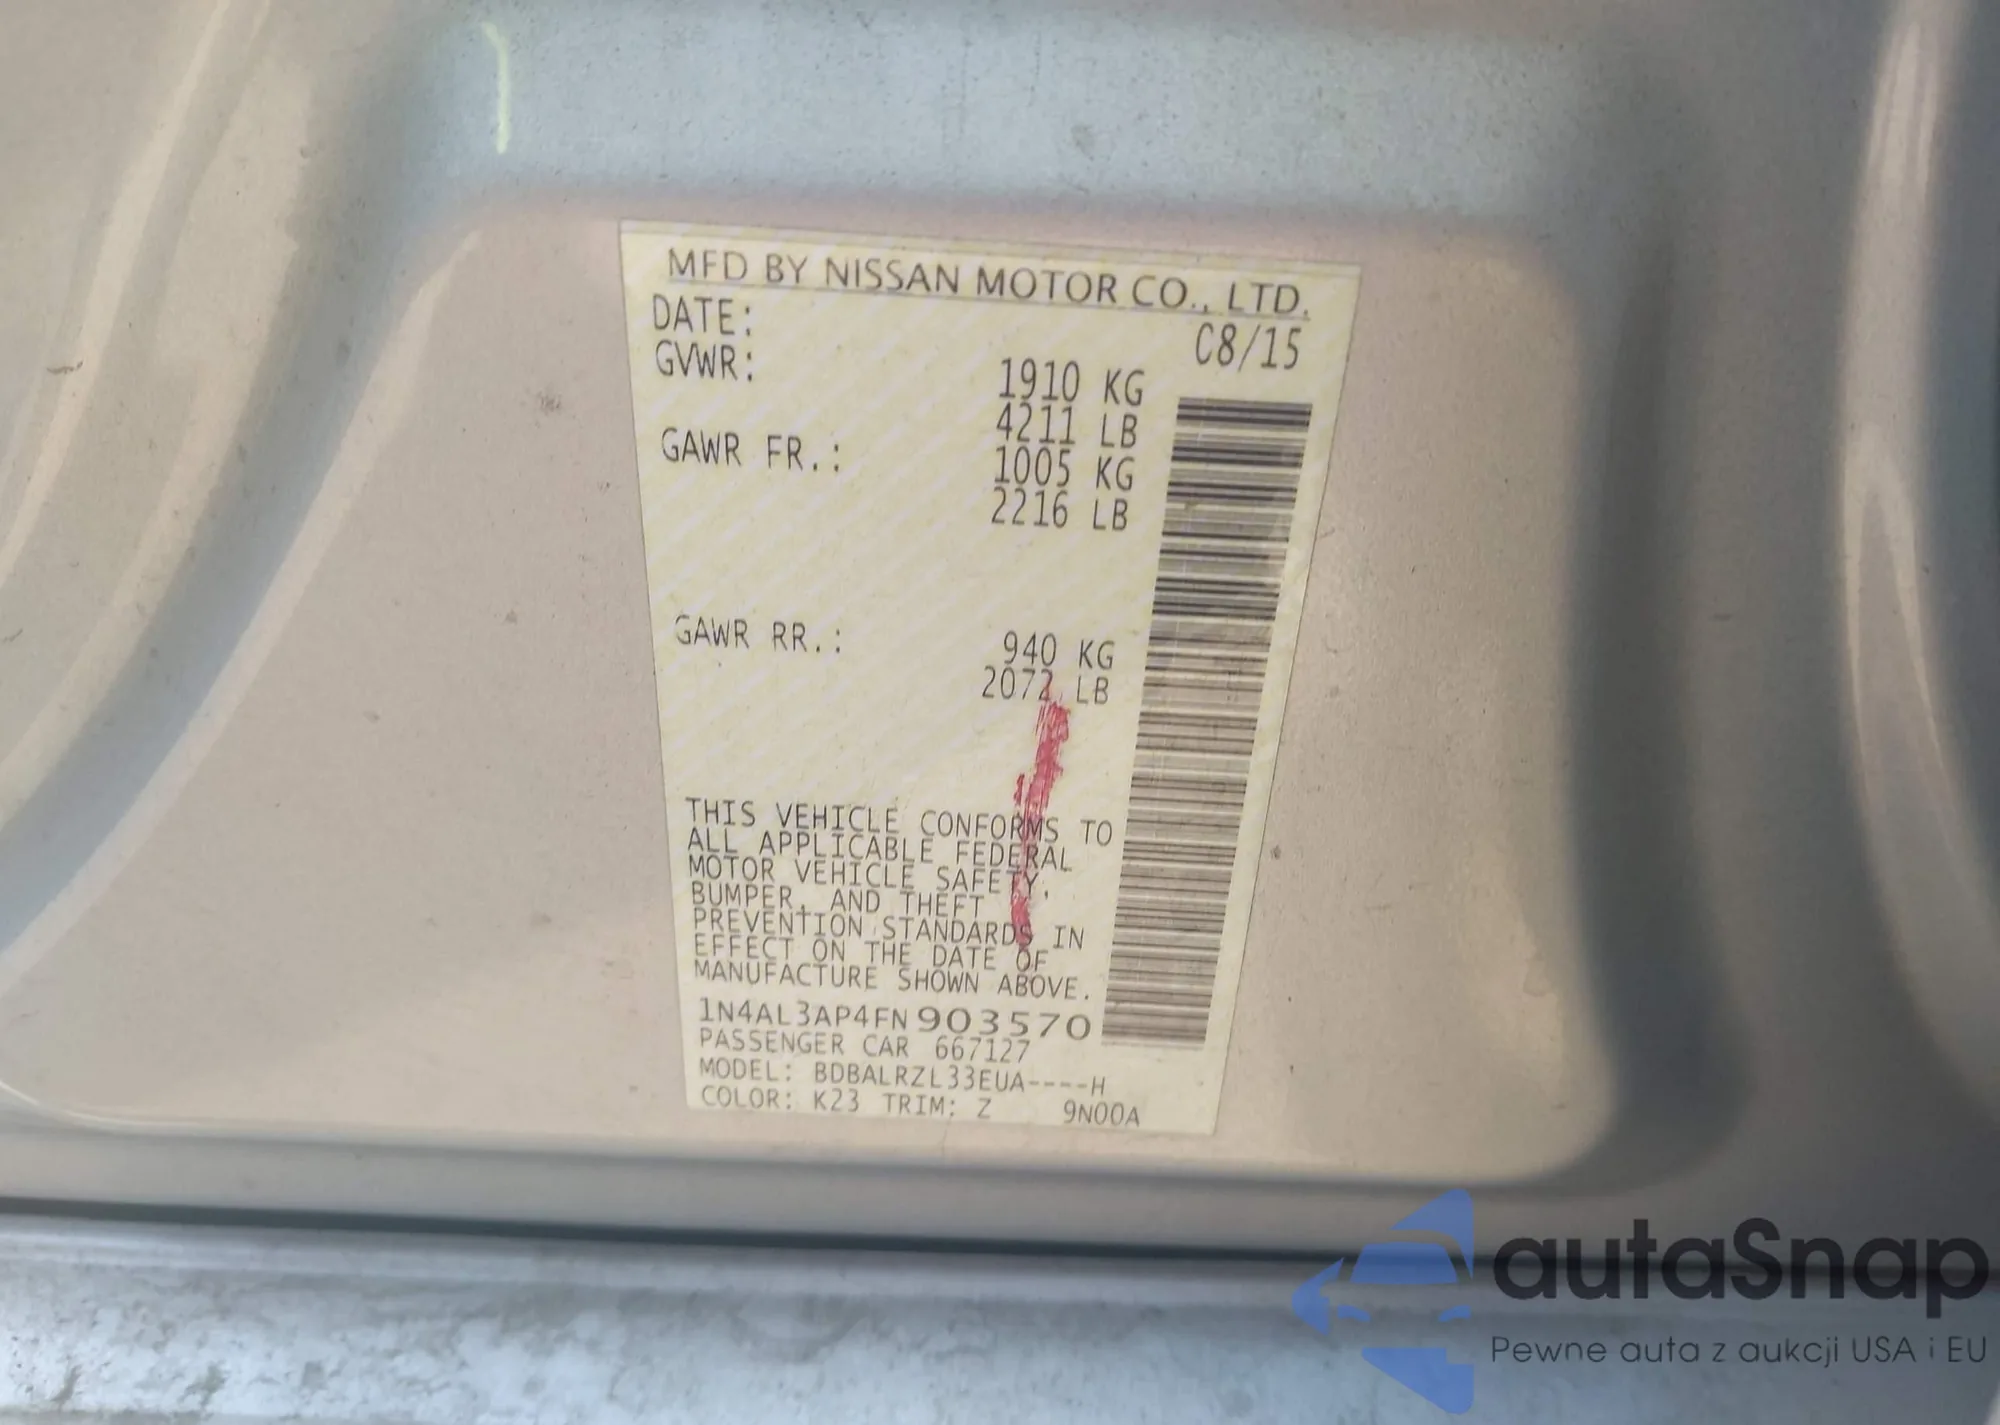 MFD BY NISSAN MOTOR CO., LTD.
DATE: C8/15
GVWR: 1910 KG
4211 LB
GAWR FR.: 1005 KG
2216 LB
GAWR RR.: 940 KG
2072 LB
THIS VEHICLE CONFORMS TO
ALL APPLICABLE FEDERAL
MOTOR VEHICLE SAFETY,
BUMPER, AND THEFT
PREVENTION STANDARDS IN
EFFECT ON THE DATE OF
MANUFACTURE SHOWN ABOVE.
1N4AL3AP4FN903570
PASSENGER CAR 667127
MODEL: BDBALRZL33EUA----H
COLOR: K23 TRIM: Z 9N00A
autaSnap
Pewne auta z aukcji USA i EU